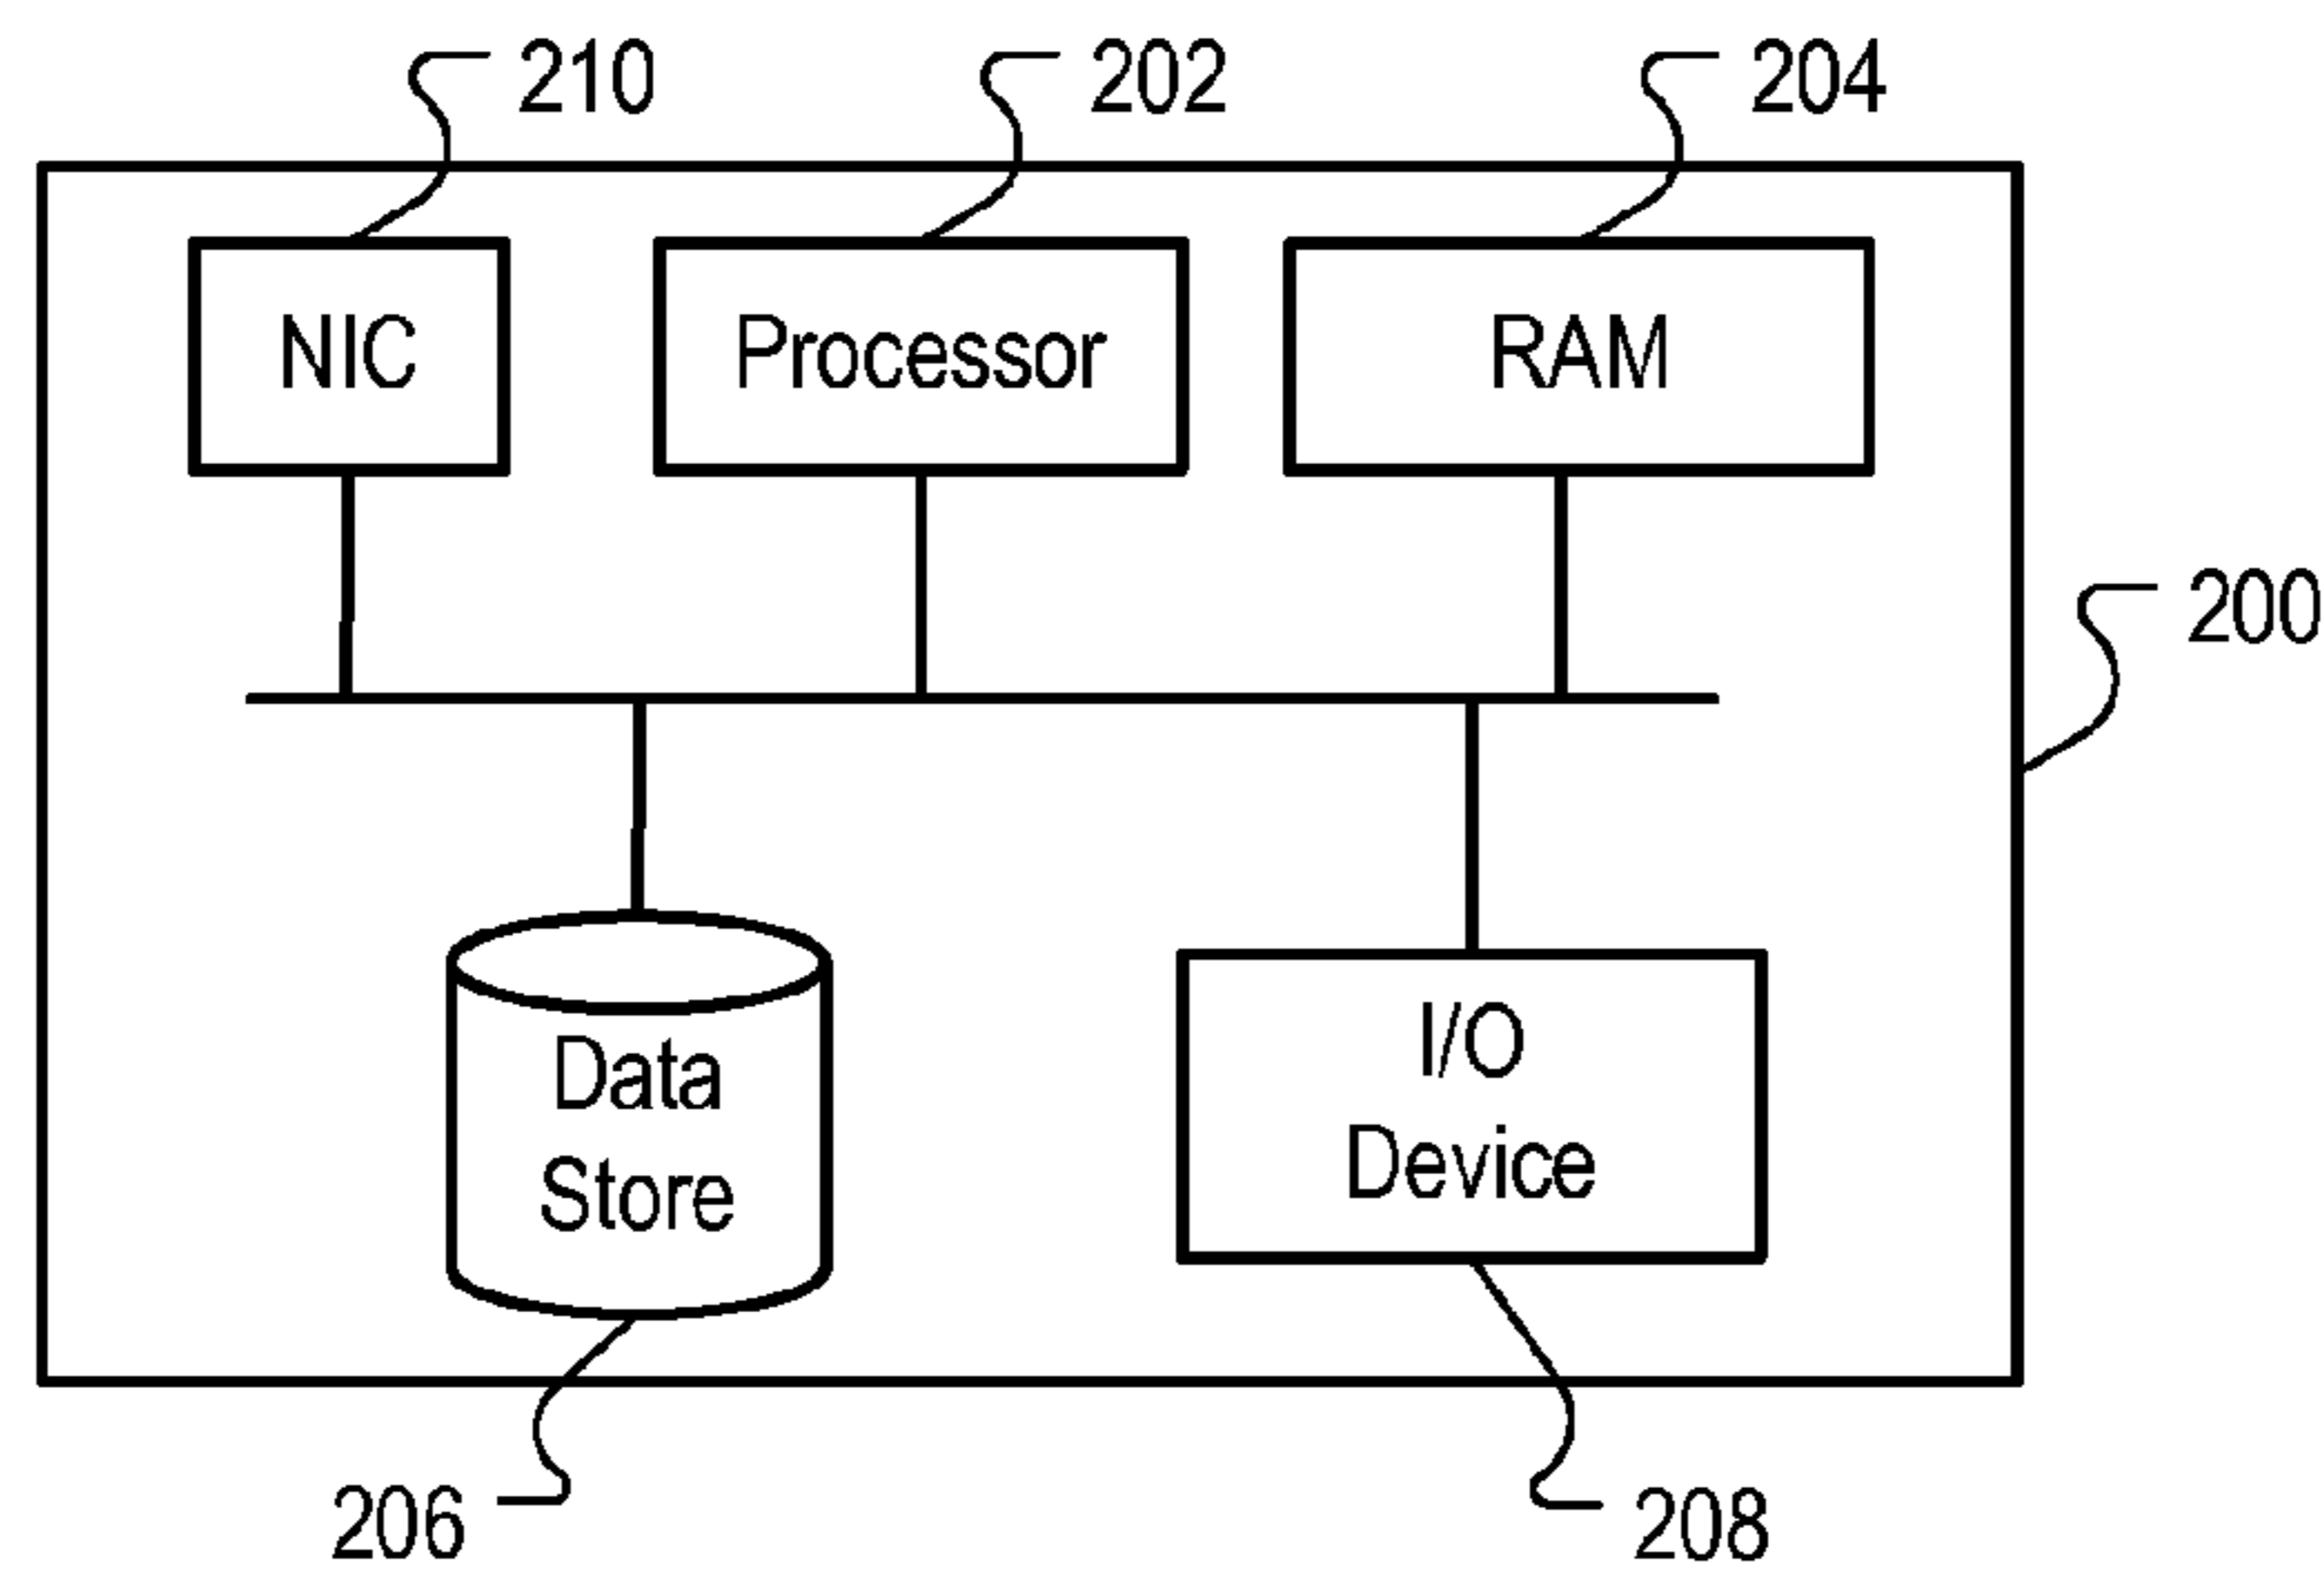 210
202
204
NIC
Processor
RAM
200
Data
Store
I/O
Device
206
208